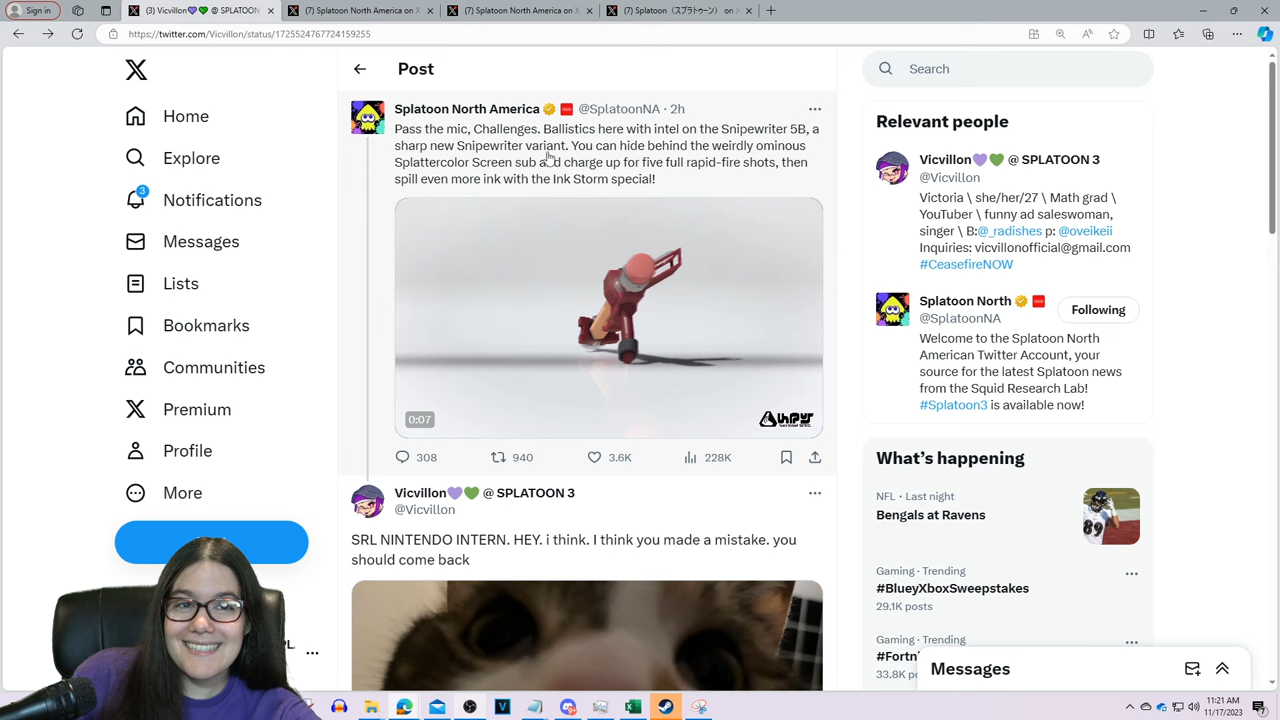 Sign in
(3) Vicvillon💜💚 @ SPLATOON
(7) Splatoon North America on X
(7) Splatoon North America on X
(7) Splatoon (スプラトゥーン) on X
https://twitter.com/Vicvillon/status/1725524767724159255
Home
Explore
3
Notifications
Messages
Lists
Bookmarks
Communities
Premium
Profile
More
Post
Splatoon North America @SplatoonNA · 2h
Pass the mic, Challenges. Ballistics here with intel on the Snipewriter 5B, a
sharp new Snipewriter variant. You can hide behind the weirdly ominous
Splattercolor Screen sub and charge up for five full rapid-fire shots, then
spill even more ink with the Ink Storm special!
0:07
308 940 3.6K 228K
Vicvillon💜💚 @ SPLATOON 3
@Vicvillon
SRL NINTENDO INTERN. HEY. i think. I think you made a mistake. you
should come back
Search
Relevant people
Vicvillon💜💚 @ SPLATOON 3
@Vicvillon
Victoria \ she/her/27 \ Math grad \
YouTuber \ funny ad saleswoman,
singer \ B:@_radishes p: @oveikeii
Inquiries: vicvillonofficial@gmail.com
#CeasefireNOW
Splatoon North
@SplatoonNA
Following
Welcome to the Splatoon North
American Twitter Account, your
source for the latest Splatoon news
from the Squid Research Lab!
#Splatoon3 is available now!
What's happening
NFL · Last night
Bengals at Ravens
Gaming · Trending
#BlueyXboxSweepstakes
29.1K posts
Gaming · Trending
#Fortn
33.8K p
Messages
11:21 AM
11/17/2023